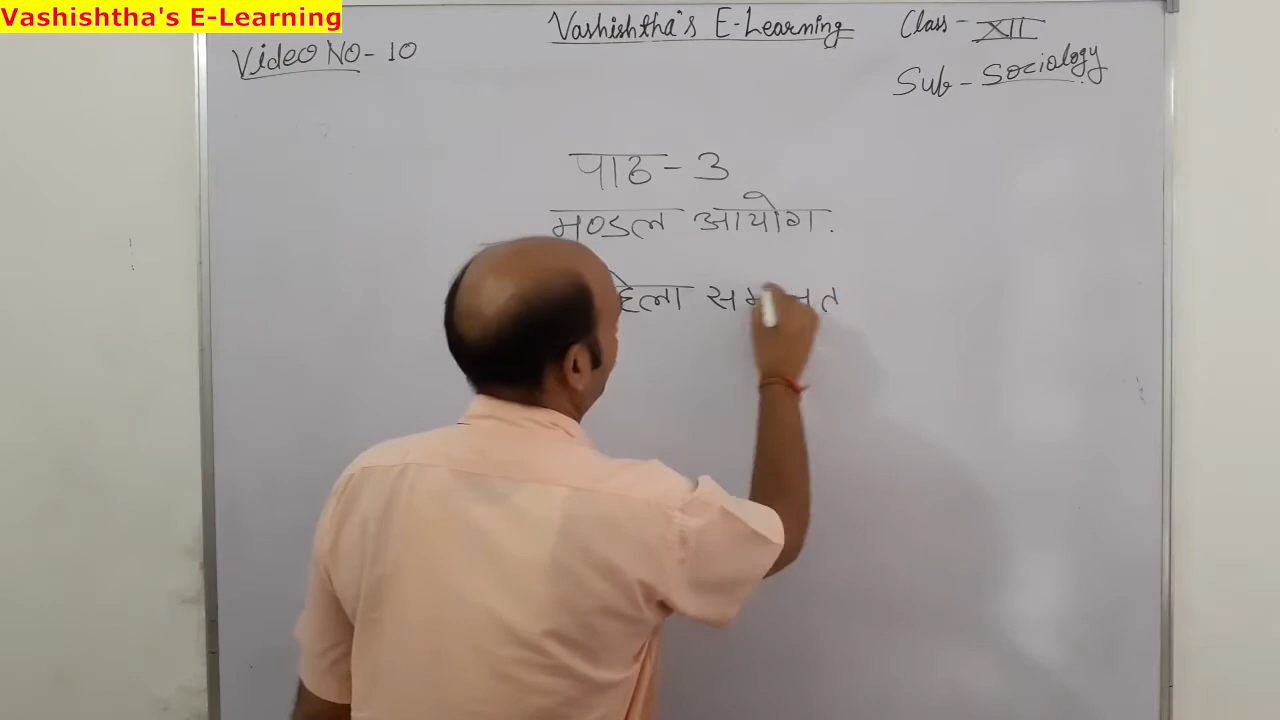 Vashishtha's E-Learning
Vashishtha's E-Learning Class - XII
Video No - 10
Sub - Sociology
पाठ - 3
मण्डल आयोग.